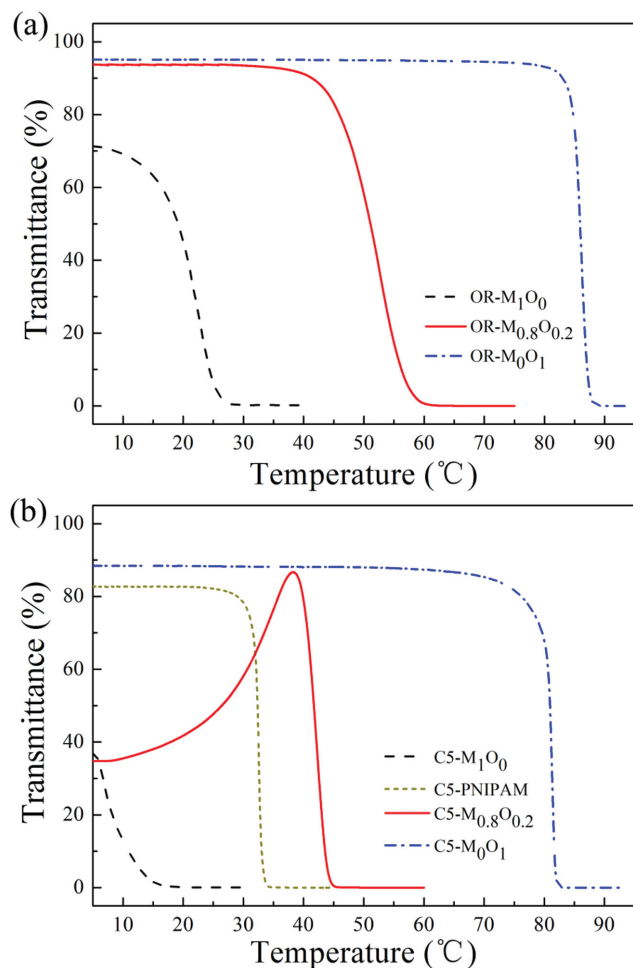 (a)
100
80
60
40
20
0
Transmittance (%)
OR-M₁O₀
OR-M₀.₈O₀.₂
OR-M₀O₁
10 20 30 40 50 60 70 80 90
Temperature (℃)
(b)
100
80
60
40
20
0
Transmittance (%)
C5-M₁O₀
C5-PNIPAM
C5-M₀.₈O₀.₂
C5-M₀O₁
10 20 30 40 50 60 70 80 90
Temperature (℃)